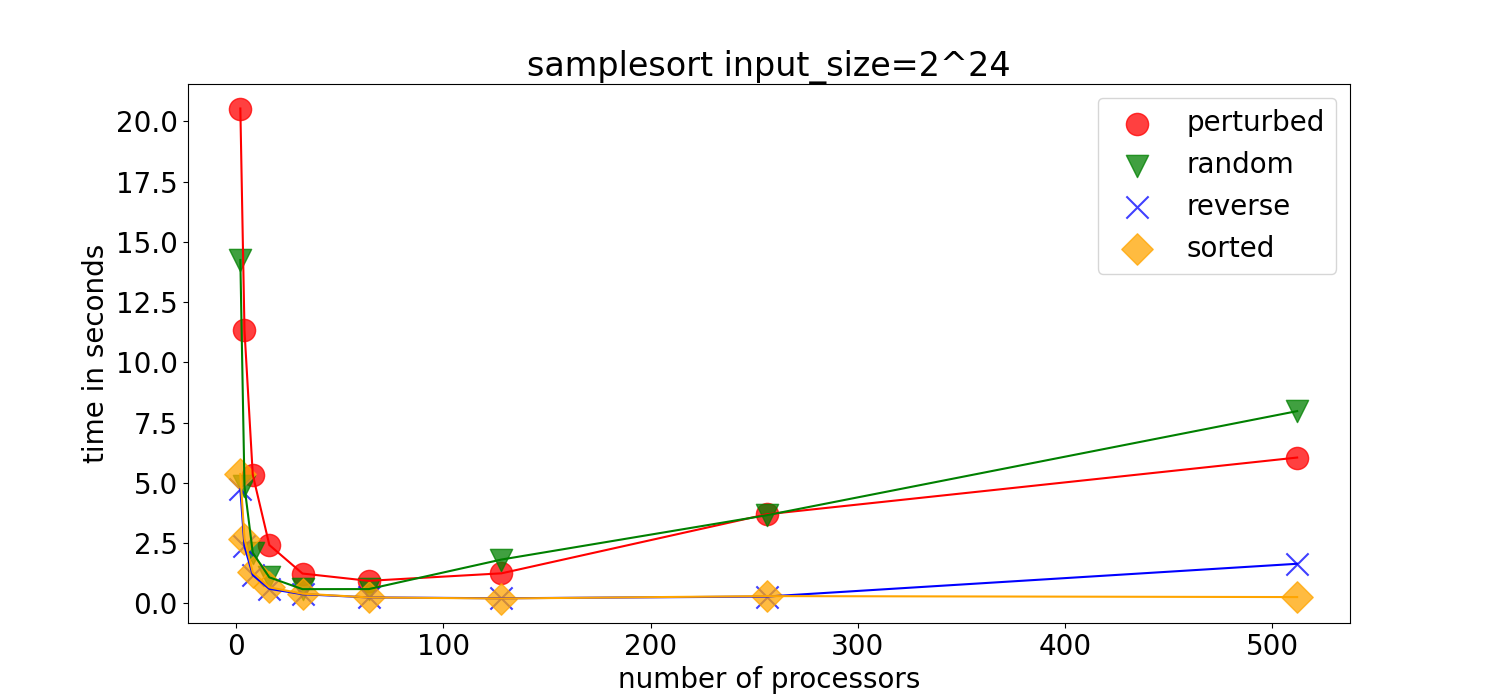 samplesort input_size=2^24
perturbed
random
reverse
sorted
time in seconds
20.0
17.5
15.0
12.5
10.0
7.5
5.0
2.5
0.0
0 100 200 300 400 500
number of processors